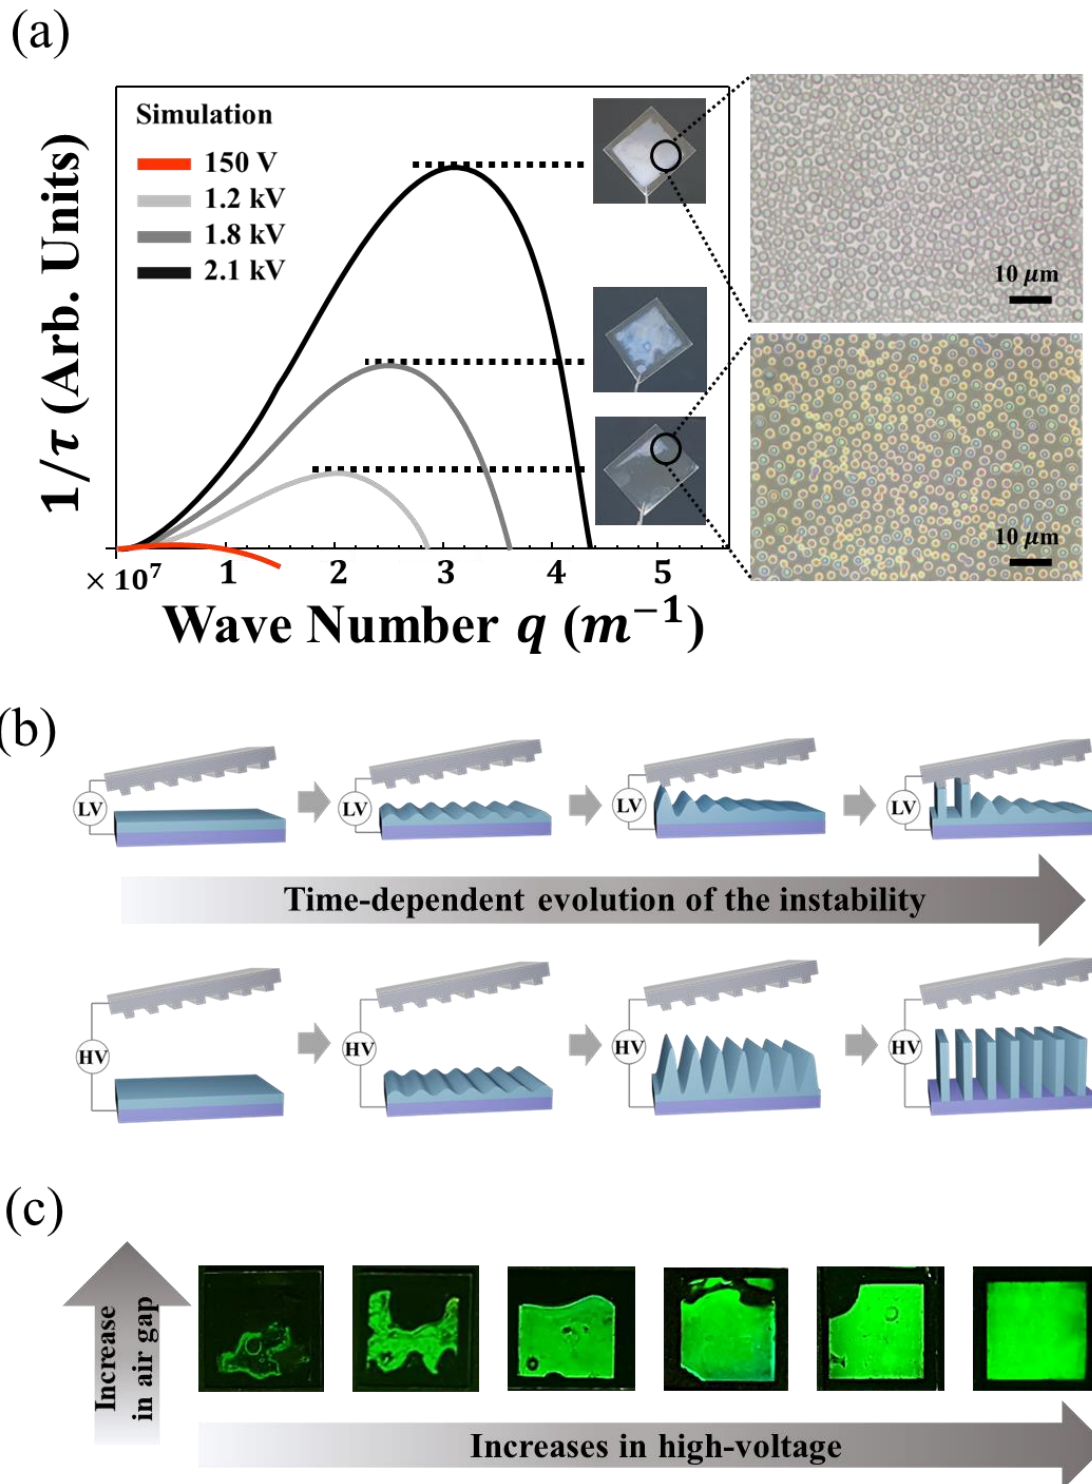 (a)
Simulation
150 V
1.2 kV
1.8 kV
2.1 kV
1/τ (Arb. Units)
10 μm
10 μm
× 10⁷ 1 2 3 4 5
Wave Number q (m⁻¹)
(b)
LV LV LV LV
Time-dependent evolution of the instability
HV HV HV HV
(c)
Increase
in air gap
Increases in high-voltage